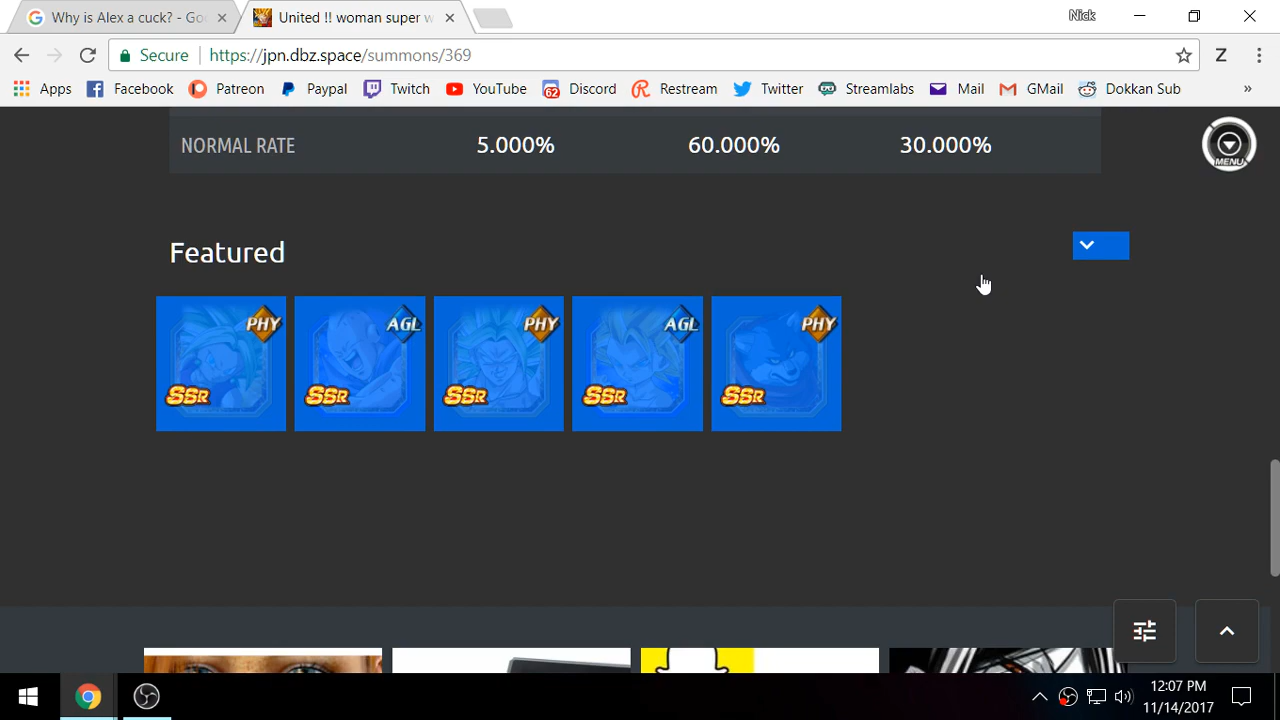 Why is Alex a cuck? - Goo
United !! woman super w
Nick
Secure
https://jpn.dbz.space/summons/369
Z
Apps
Facebook
Patreon
Paypal
Twitch
YouTube
62
Discord
Restream
Twitter
Streamlabs
Mail
GMail
Dokkan Sub
»
NORMAL RATE 5.000% 60.000% 30.000%
MENU
Featured
PHY
AGL
PHY
AGL
PHY
SSR
SSR
SSR
SSR
SSR
12:07 PM
11/14/2017